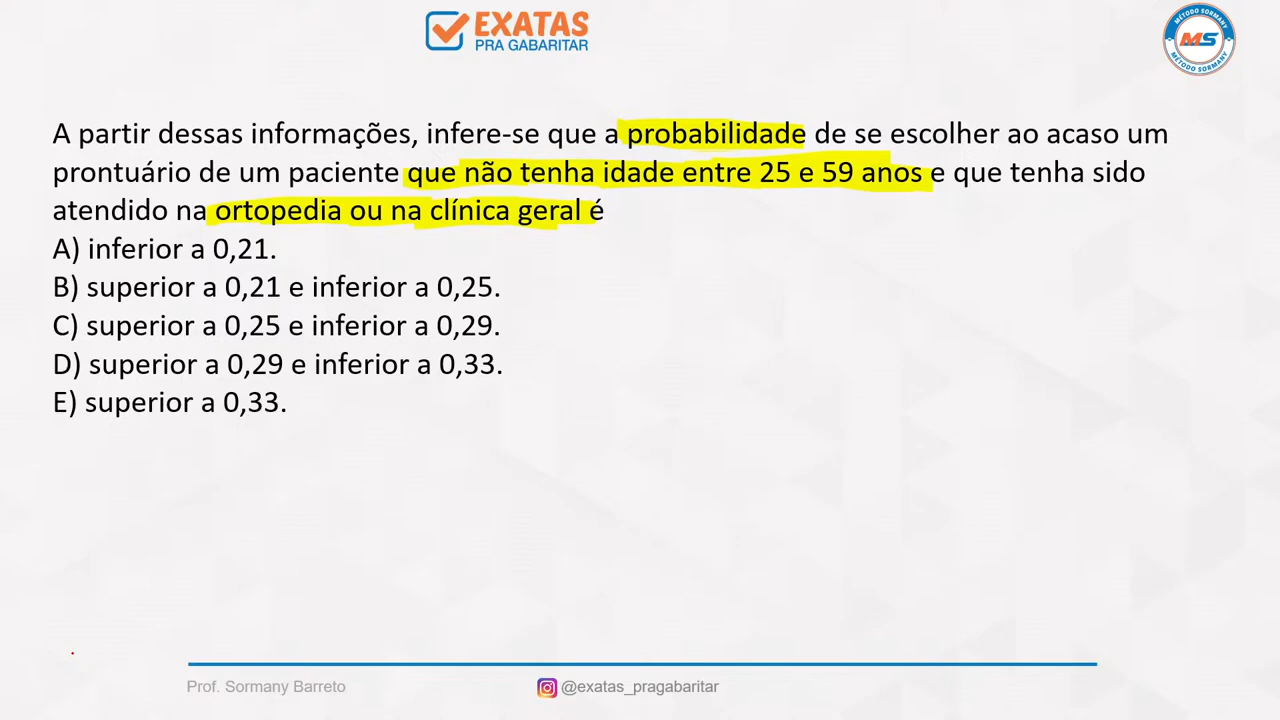 EXATAS
PRA GABARITAR
MÉTODO SORMANY
MS
MÉTODO SORMANY
A partir dessas informações, infere-se que a probabilidade de se escolher ao acaso um
prontuário de um paciente que não tenha idade entre 25 e 59 anos e que tenha sido
atendido na ortopedia ou na clínica geral é
A) inferior a 0,21.
B) superior a 0,21 e inferior a 0,25.
C) superior a 0,25 e inferior a 0,29.
D) superior a 0,29 e inferior a 0,33.
E) superior a 0,33.
Prof. Sormany Barreto
@exatas_pragabaritar